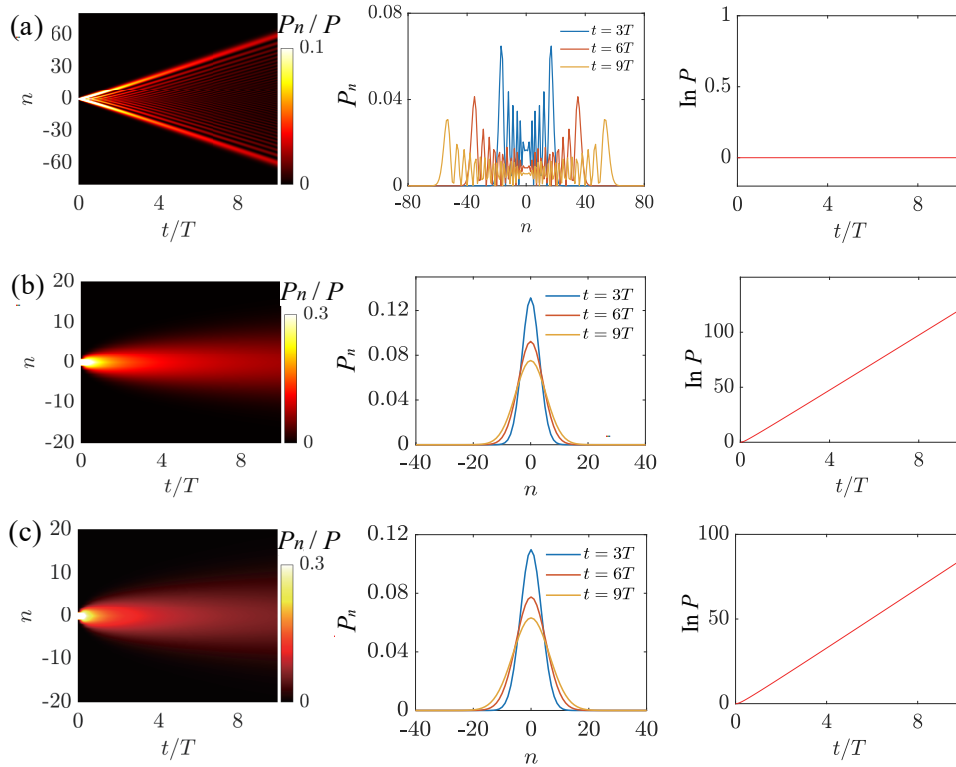 (a)
60
30
0
-30
-60
n
0
4
8
t/T
Pn / P
0.1
0
0.08
0.04
0
Pn
t = 3T
t = 6T
t = 9T
-80
-40
0
40
80
n
1
0.5
0
ln P
0
4
8
t/T
(b)
20
10
0
-10
-20
n
0
4
8
t/T
Pn / P
0.3
0
0.12
0.08
0.04
0
Pn
t = 3T
t = 6T
t = 9T
-40
-20
0
20
40
n
100
50
0
ln P
0
4
8
t/T
(c)
20
10
0
-10
-20
n
0
4
8
t/T
Pn / P
0.3
0
0.12
0.08
0.04
0
Pn
t = 3T
t = 6T
t = 9T
-40
-20
0
20
40
n
100
50
0
ln P
0
4
8
t/T